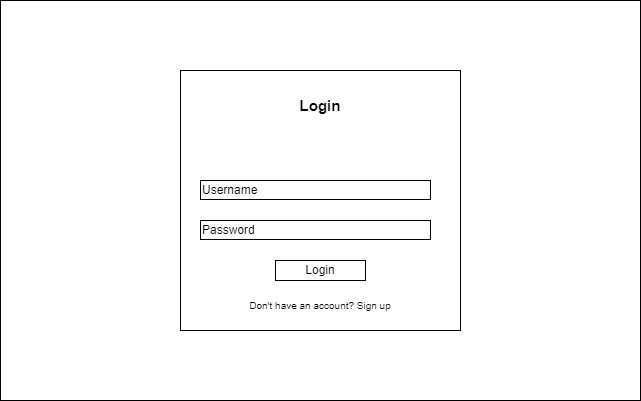 Login
Username
Password
Login
Don't have an account? Sign up